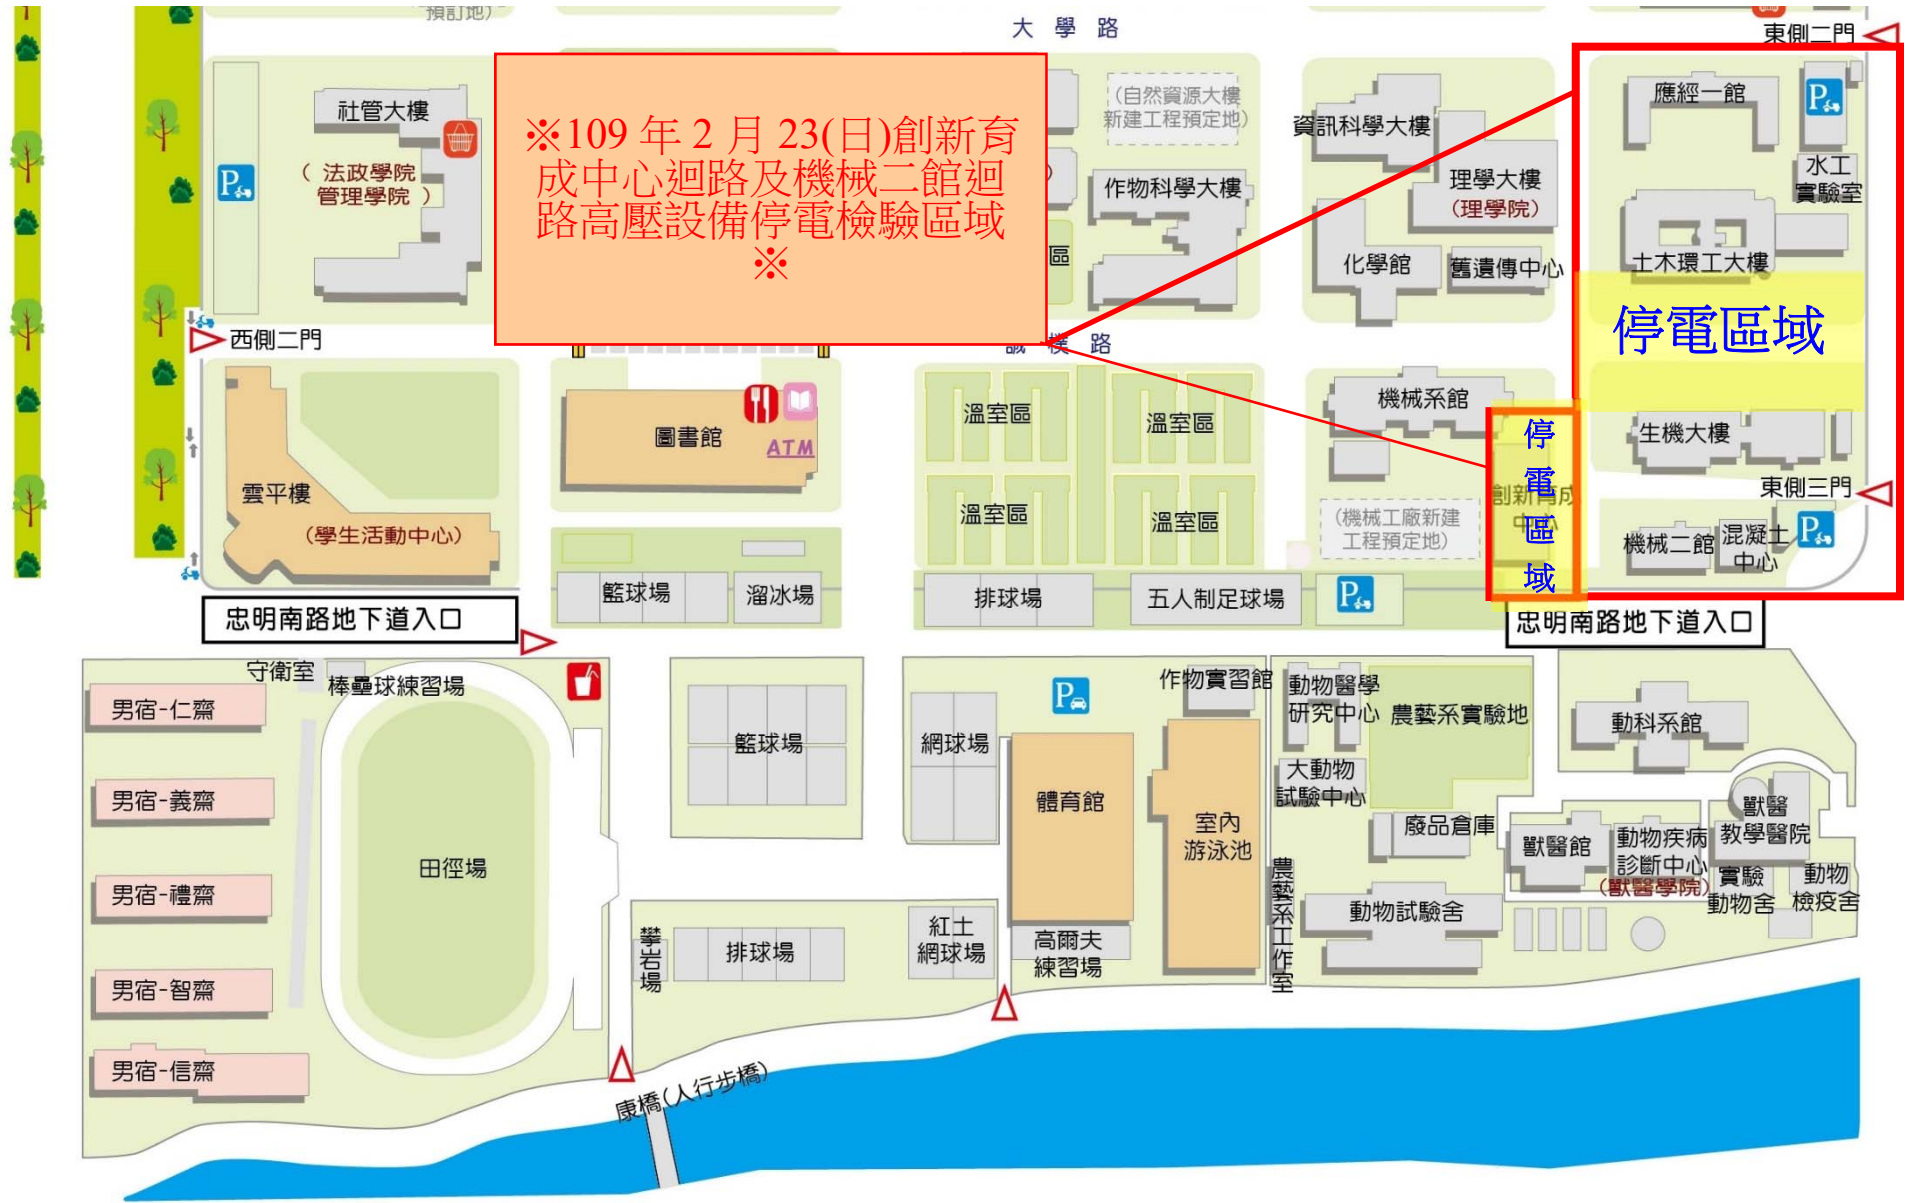 預訂地）
大學路
東側二門
社管大樓
（法政學院
管理學院）
※109 年 2 月 23(日)創新育
成中心迴路及機械二館迴
路高壓設備停電檢驗區域
※
（自然資源大樓
新建工程預定地）
作物科學大樓
區
資訊科學大樓
理學大樓
（理學院）
化學館
舊遺傳中心
應經一館
水工
實驗室
土木環工大樓
停電區域
西側二門
誠樸路
雲平樓
（學生活動中心）
圖書館
ATM
溫室區
溫室區
溫室區
溫室區
機械系館
（機械工廠新建
工程預定地）
創新育成
中心
停
電
區
域
生機大樓
東側三門
機械二館
混凝土
中心
籃球場
溜冰場
排球場
五人制足球場
忠明南路地下道入口
忠明南路地下道入口
守衛室
棒壘球練習場
男宿-仁齋
男宿-義齋
男宿-禮齋
男宿-智齋
男宿-信齋
田徑場
籃球場
網球場
體育館
作物實習館
室內
游泳池
動物醫學
研究中心
農藝系實驗地
大動物
試驗中心
廢品倉庫
動科系館
獸醫館
動物疾病
診斷中心
（獸醫學院）
獸醫
教學醫院
實驗
動物舍
動物
檢疫舍
動物試驗舍
農藝系工作室
攀岩場
排球場
紅土
網球場
高爾夫
練習場
康橋（人行步橋）
P
P
P
P
P